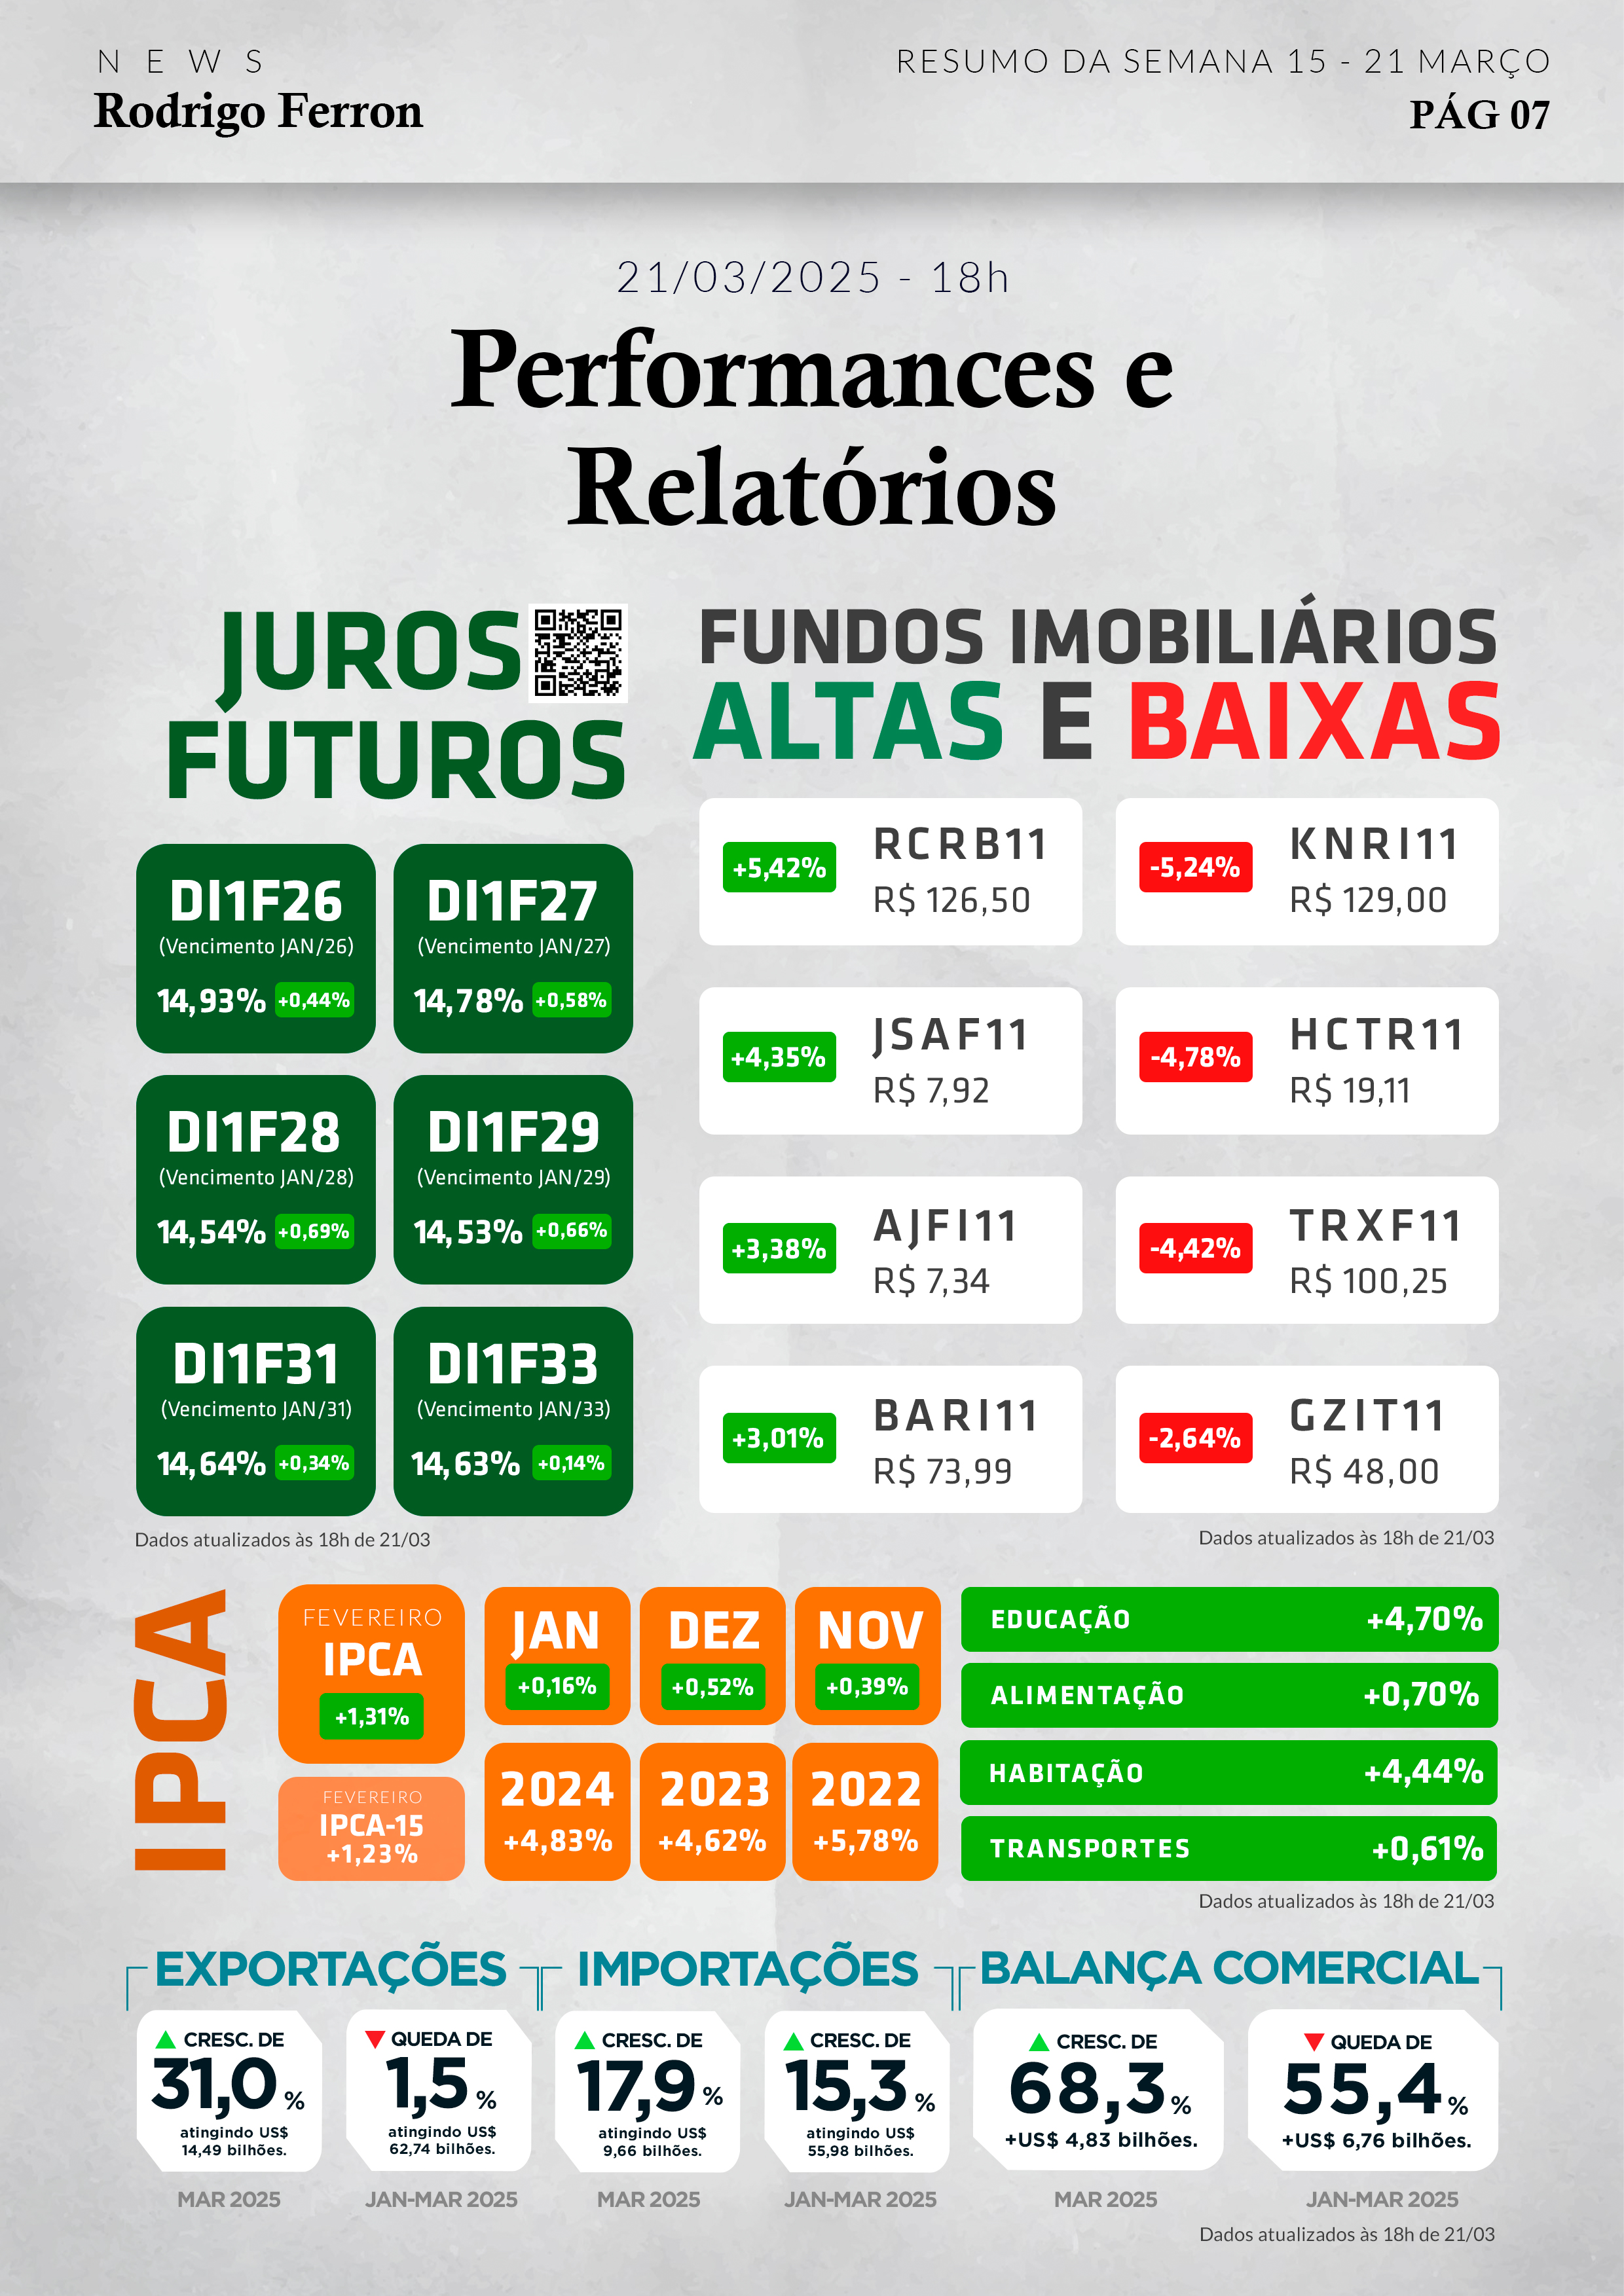 NEWS
Rodrigo Ferron
RESUMO DA SEMANA 15 - 21 MARÇO
PÁG 07
21/03/2025 - 18h
Performances e
Relatórios
JUROS
FUTUROS
DI1F26
(Vencimento JAN/26)
14,93% +0,44%
DI1F27
(Vencimento JAN/27)
14,78% +0,58%
DI1F28
(Vencimento JAN/28)
14,54% +0,69%
DI1F29
(Vencimento JAN/29)
14,53% +0,66%
DI1F31
(Vencimento JAN/31)
14,64% +0,34%
DI1F33
(Vencimento JAN/33)
14,63% +0,14%
Dados atualizados às 18h de 21/03
FUNDOS IMOBILIÁRIOS
ALTAS E BAIXAS
+5,42%
RCRB11
R$ 126,50
-5,24%
KNRI11
R$ 129,00
+4,35%
JSAF11
R$ 7,92
-4,78%
HCTR11
R$ 19,11
+3,38%
AJFI11
R$ 7,34
-4,42%
TRXF11
R$ 100,25
+3,01%
BARI11
R$ 73,99
-2,64%
GZIT11
R$ 48,00
Dados atualizados às 18h de 21/03
IPCA
FEVEREIRO
IPCA
+1,31%
FEVEREIRO
IPCA-15
+1,23%
JAN
+0,16%
DEZ
+0,52%
NOV
+0,39%
2024
+4,83%
2023
+4,62%
2022
+5,78%
EDUCAÇÃO +4,70%
ALIMENTAÇÃO +0,70%
HABITAÇÃO +4,44%
TRANSPORTES +0,61%
Dados atualizados às 18h de 21/03
EXPORTAÇÕES
CRESC. DE
31,0 %
atingindo US$
14,49 bilhões.
MAR 2025
QUEDA DE
1,5 %
atingindo US$
62,74 bilhões.
JAN-MAR 2025
IMPORTAÇÕES
CRESC. DE
17,9 %
atingindo US$
9,66 bilhões.
MAR 2025
CRESC. DE
15,3 %
atingindo US$
55,98 bilhões.
JAN-MAR 2025
BALANÇA COMERCIAL
CRESC. DE
68,3 %
+US$ 4,83 bilhões.
MAR 2025
QUEDA DE
55,4 %
+US$ 6,76 bilhões.
JAN-MAR 2025
Dados atualizados às 18h de 21/03